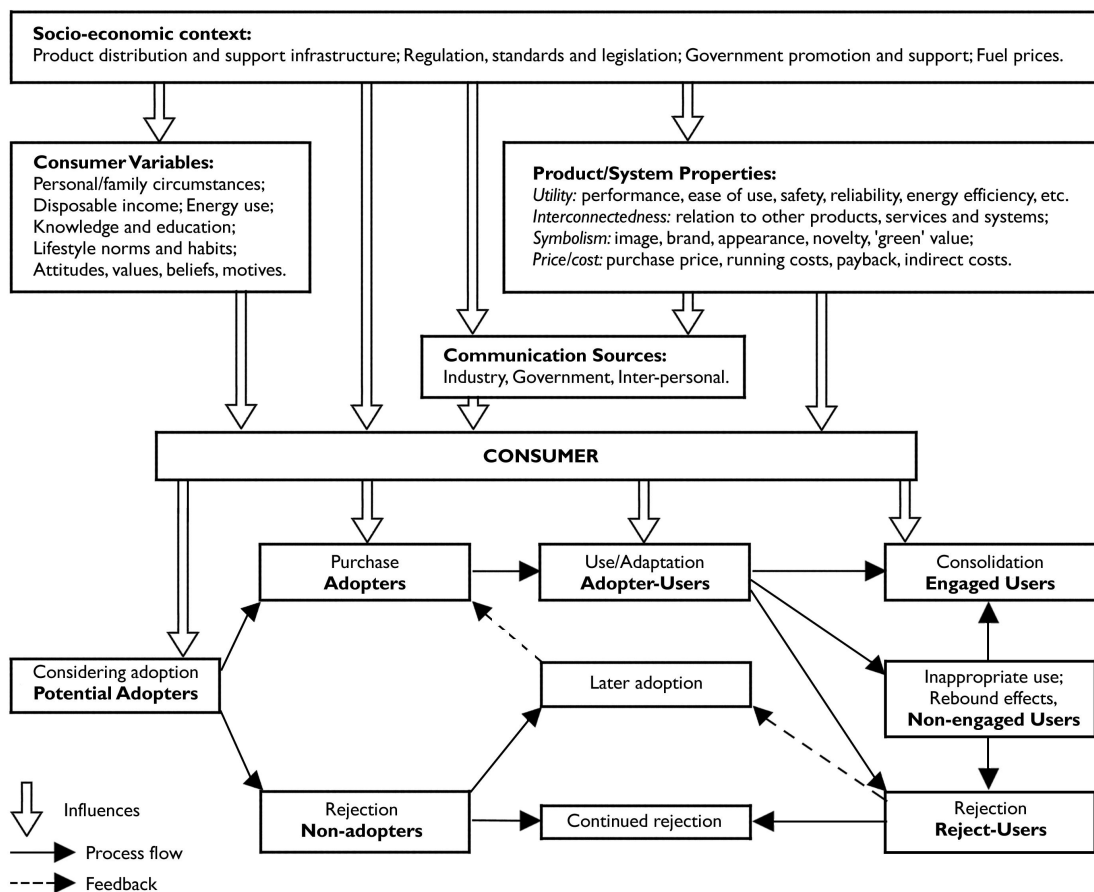 Socio-economic context:
Product distribution and support infrastructure; Regulation, standards and legislation; Government promotion and support; Fuel prices.
Consumer Variables:
Personal/family circumstances;
Disposable income; Energy use;
Knowledge and education;
Lifestyle norms and habits;
Attitudes, values, beliefs, motives.
Product/System Properties:
Utility: performance, ease of use, safety, reliability, energy efficiency, etc.
Interconnectedness: relation to other products, services and systems;
Symbolism: image, brand, appearance, novelty, 'green' value;
Price/cost: purchase price, running costs, payback, indirect costs.
Communication Sources:
Industry, Government, Inter-personal.
CONSUMER
Purchase
Adopters
Use/Adaptation
Adopter-Users
Consolidation
Engaged Users
Considering adoption
Potential Adopters
Later adoption
Inappropriate use;
Rebound effects,
Non-engaged Users
Rejection
Non-adopters
Continued rejection
Rejection
Reject-Users
Influences
Process flow
Feedback